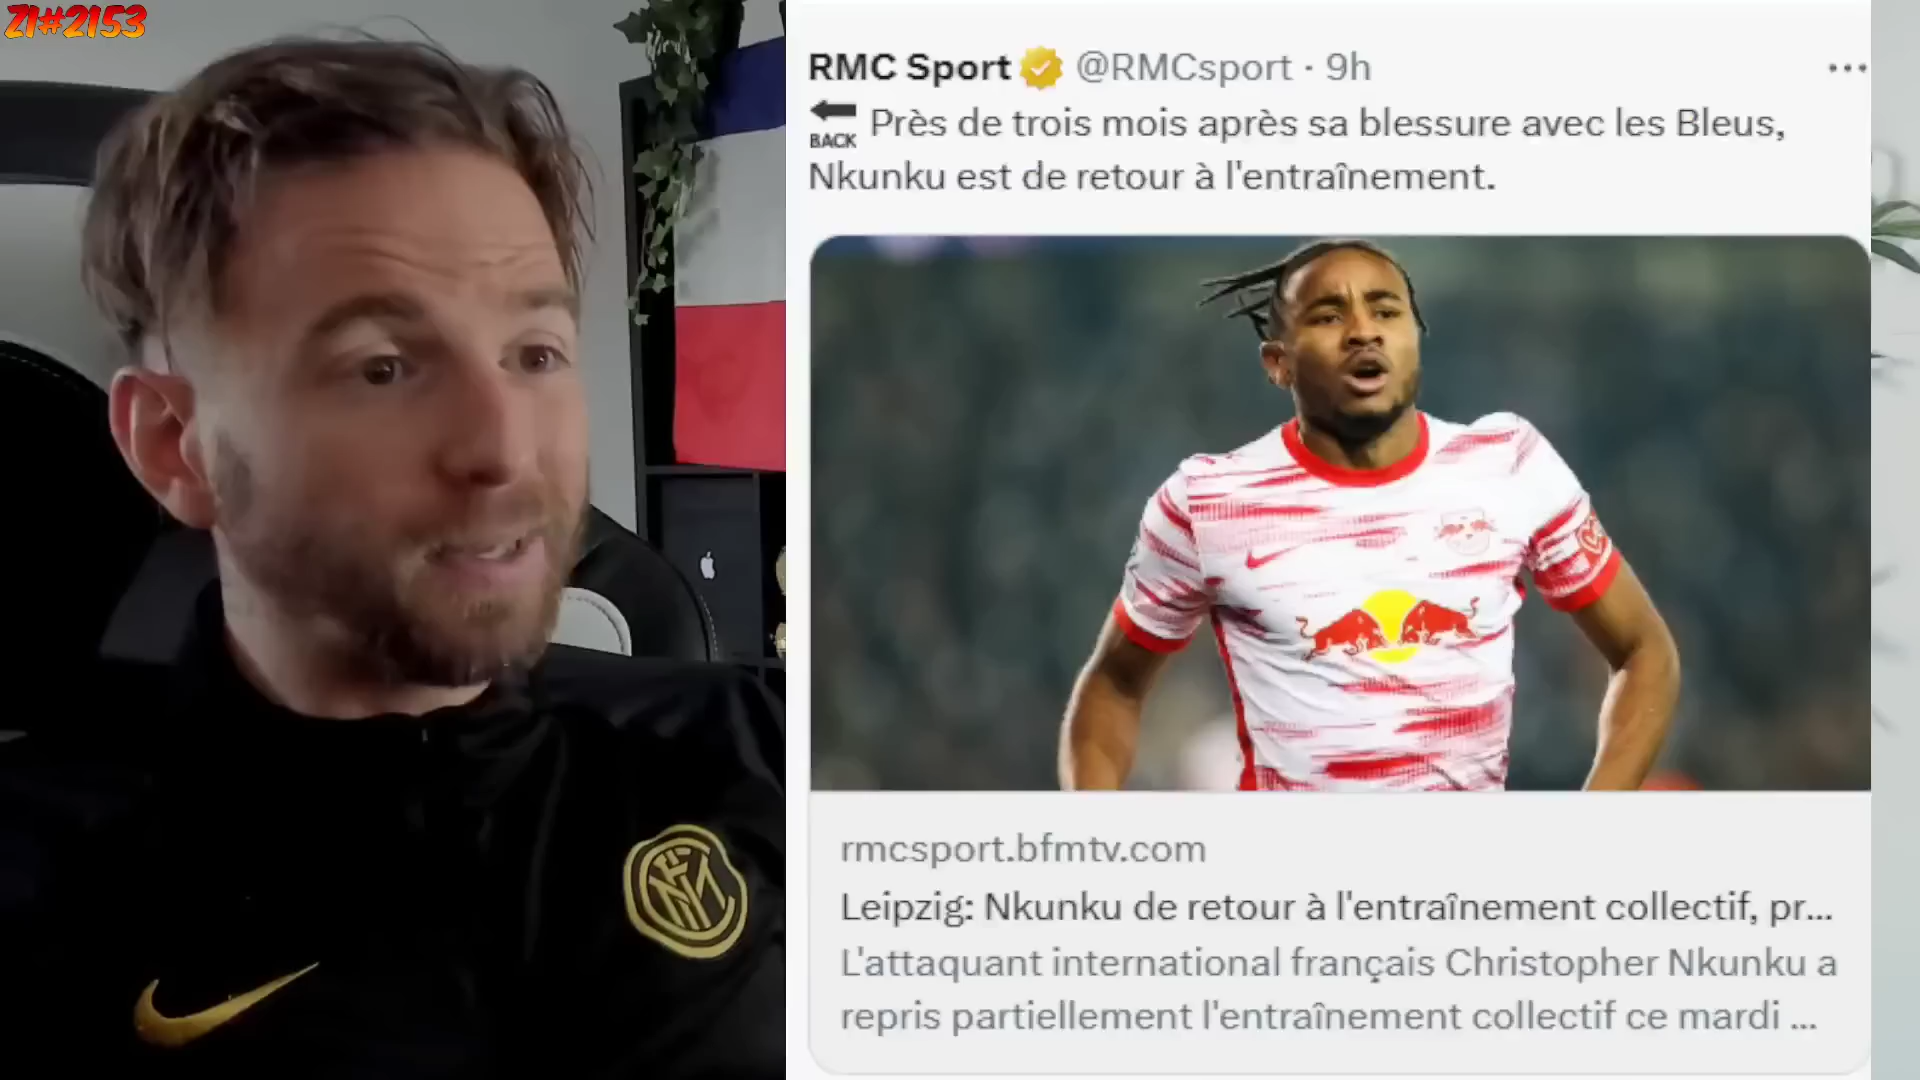 ZI#2153
RMC Sport @RMCsport · 9h
BACK Près de trois mois après sa blessure avec les Bleus,
Nkunku est de retour à l'entraînement.
rmcsport.bfmtv.com
Leipzig: Nkunku de retour à l'entraînement collectif, pr...
L'attaquant international français Christopher Nkunku a
repris partiellement l'entraînement collectif ce mardi ...